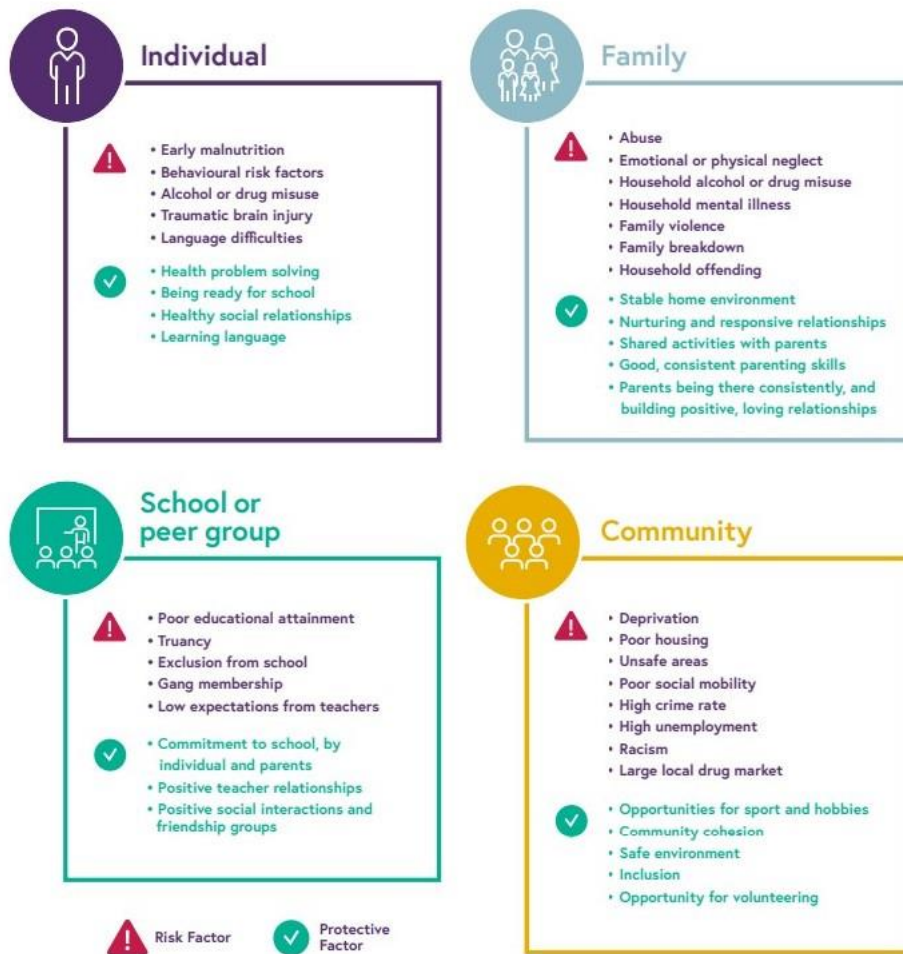 Individual
• Early malnutrition
• Behavioural risk factors
• Alcohol or drug misuse
• Traumatic brain injury
• Language difficulties
• Health problem solving
• Being ready for school
• Healthy social relationships
• Learning language
Family
• Abuse
• Emotional or physical neglect
• Household alcohol or drug misuse
• Household mental illness
• Family violence
• Family breakdown
• Household offending
• Stable home environment
• Nurturing and responsive relationships
• Shared activities with parents
• Good, consistent parenting skills
• Parents being there consistently, and
building positive, loving relationships
School or
peer group
• Poor educational attainment
• Truancy
• Exclusion from school
• Gang membership
• Low expectations from teachers
• Commitment to school, by
individual and parents
• Positive teacher relationships
• Positive social interactions and
friendship groups
Community
• Deprivation
• Poor housing
• Unsafe areas
• Poor social mobility
• High crime rate
• High unemployment
• Racism
• Large local drug market
• Opportunities for sport and hobbies
• Community cohesion
• Safe environment
• Inclusion
• Opportunity for volunteering
Risk Factor
Protective
Factor